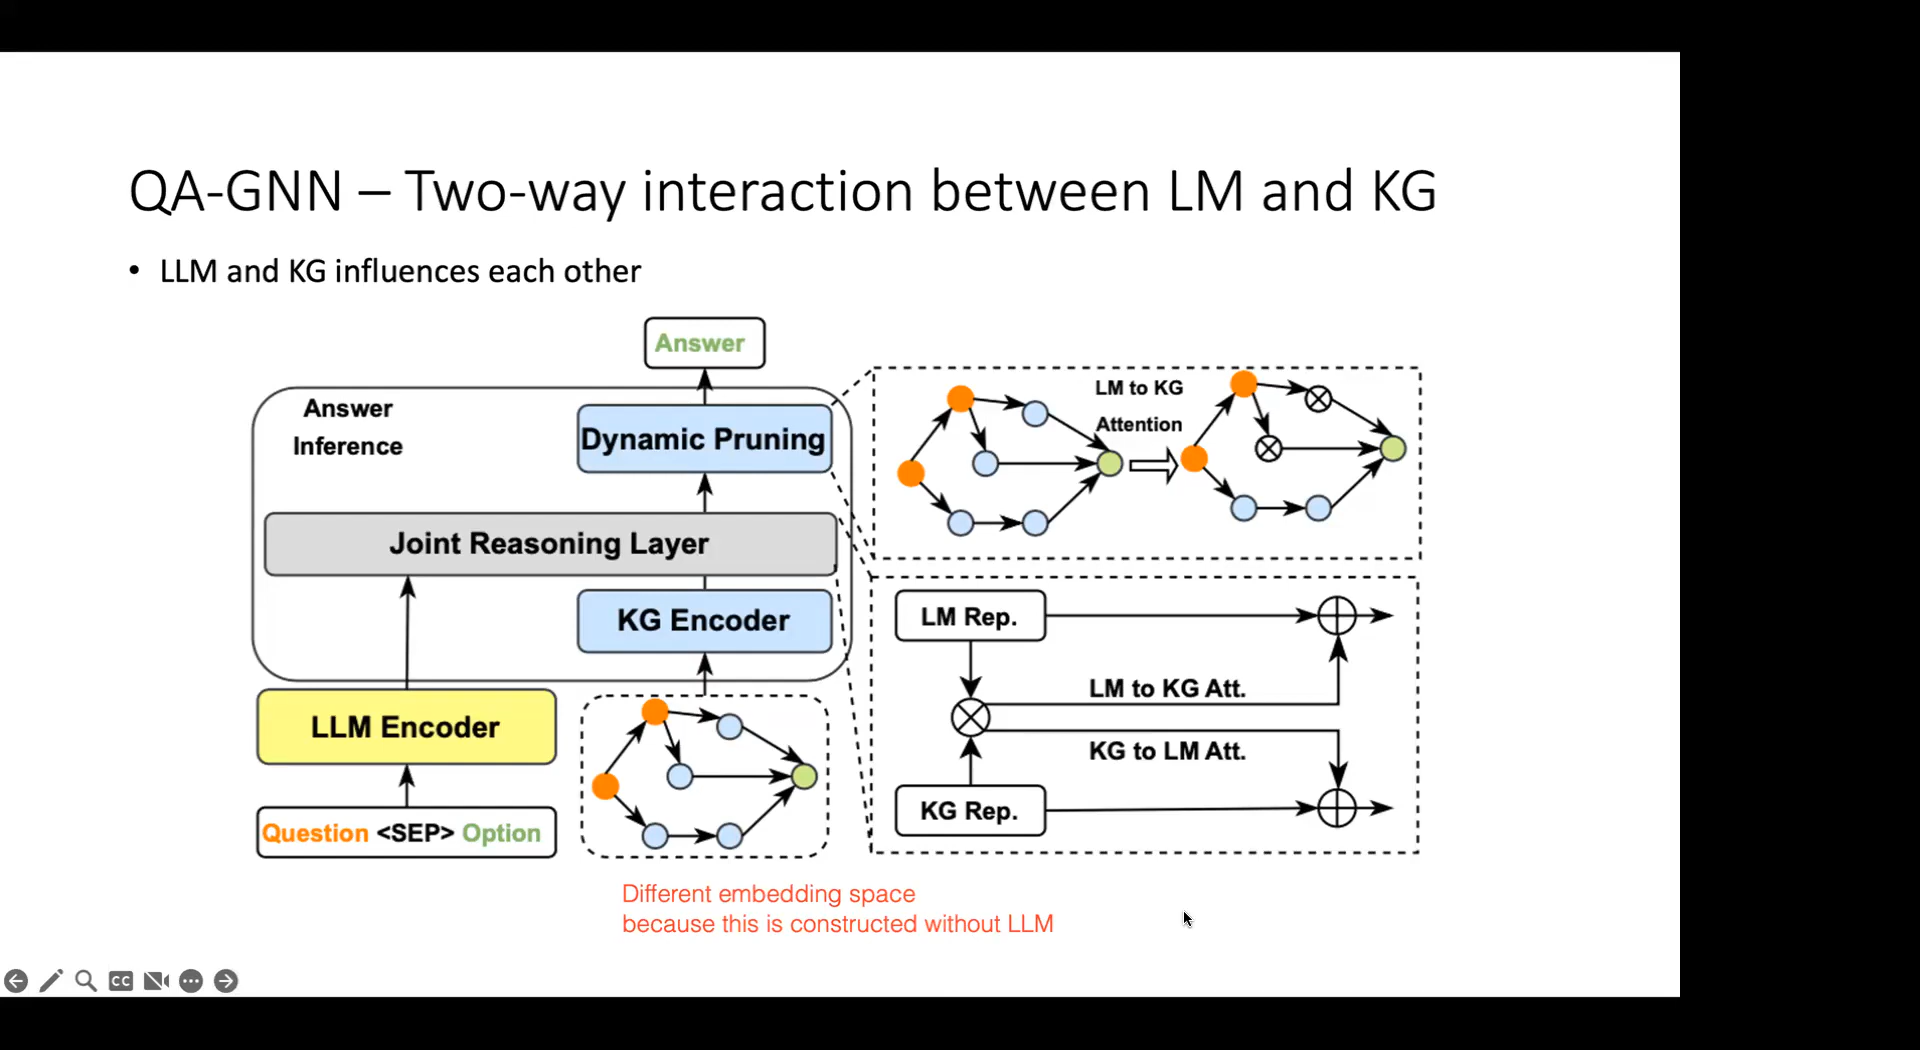 QA-GNN – Two-way interaction between LM and KG
• LLM and KG influences each other
Answer
Answer
Inference
Dynamic Pruning
Joint Reasoning Layer
KG Encoder
LLM Encoder
Question <SEP> Option
LM to KG
Attention
LM Rep.
LM to KG Att.
KG to LM Att.
KG Rep.
Different embedding space
because this is constructed without LLM
CC